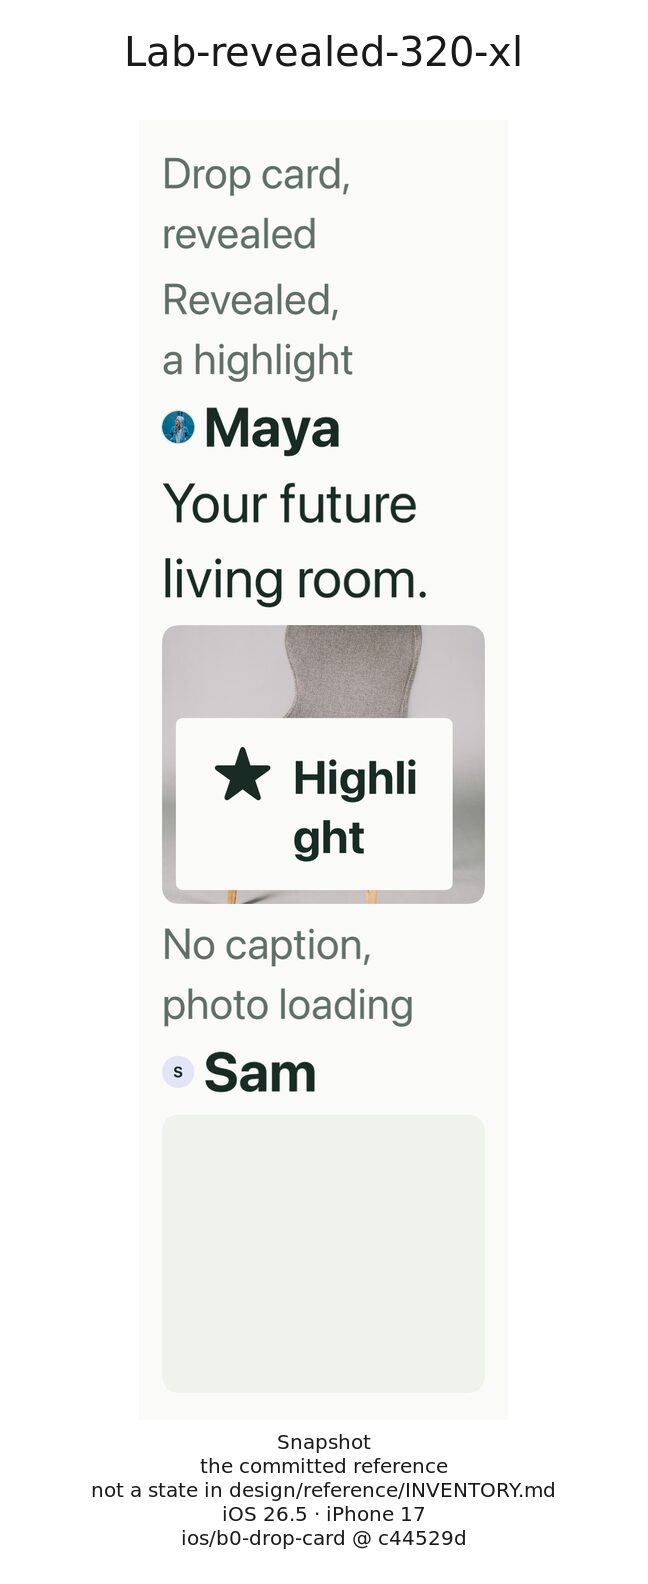 Lab-revealed-320-xl
Drop card,
revealed
Revealed,
a highlight
Maya
Your future
living room.
Highli
ght
No caption,
photo loading
S
Sam
Snapshot
the committed reference
not a state in design/reference/INVENTORY.md
iOS 26.5 · iPhone 17
ios/b0-drop-card @ c44529d